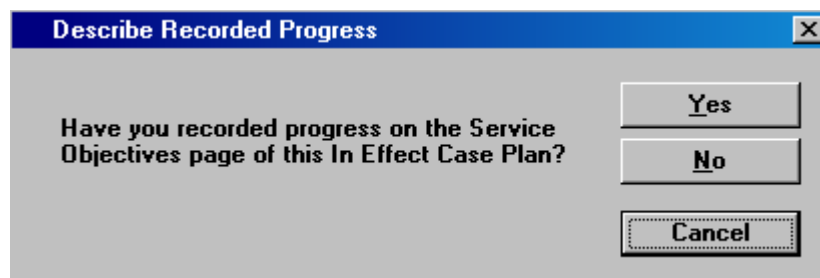 Describe Recorded Progress
Have you recorded progress on the Service
Objectives page of this In Effect Case Plan?
Yes
No
Cancel